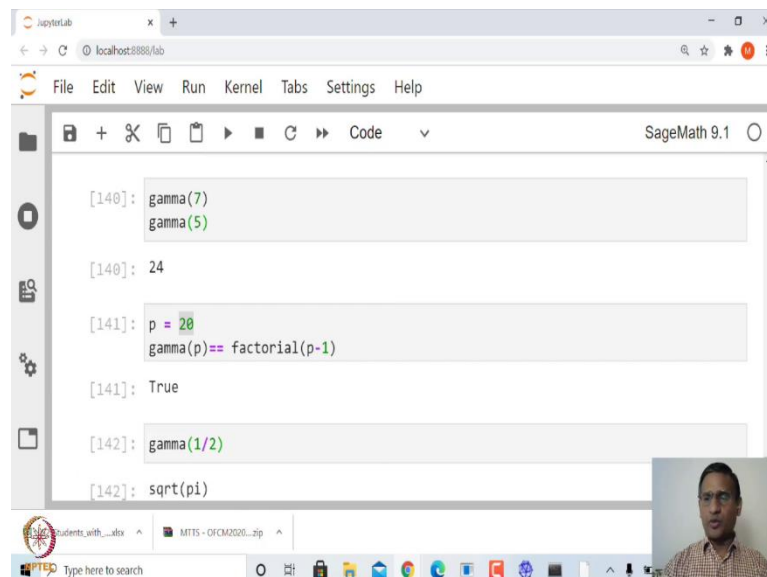 JupyterLab
localhost:8888/lab
M
File Edit View Run Kernel Tabs Settings Help
Code
SageMath 9.1
[140]: gamma(7)
gamma(5)
[140]: 24
[141]: p = 20
gamma(p)== factorial(p-1)
[141]: True
[142]: gamma(1/2)
[142]: sqrt(pi)
Students_with_....xlsx
MTTS - OFCM2020....zip
NPTEL
Type here to search